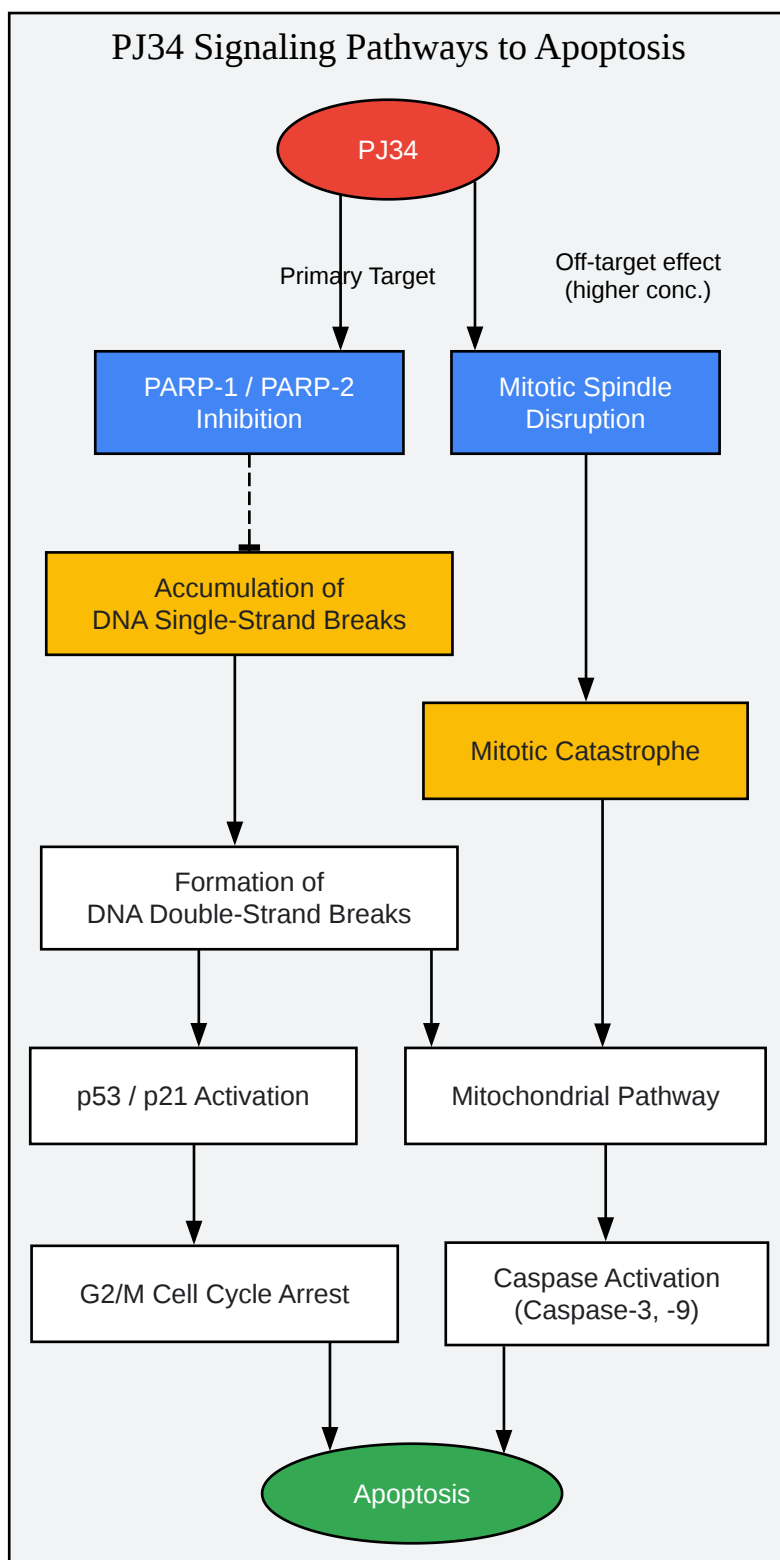 PJ34 Signaling Pathways to Apoptosis
PJ34
Primary Target
Off-target effect
(higher conc.)
PARP-1 / PARP-2
Inhibition
Mitotic Spindle
Disruption
Accumulation of
DNA Single-Strand Breaks
Mitotic Catastrophe
Formation of
DNA Double-Strand Breaks
p53 / p21 Activation
Mitochondrial Pathway
G2/M Cell Cycle Arrest
Caspase Activation
(Caspase-3, -9)
Apoptosis